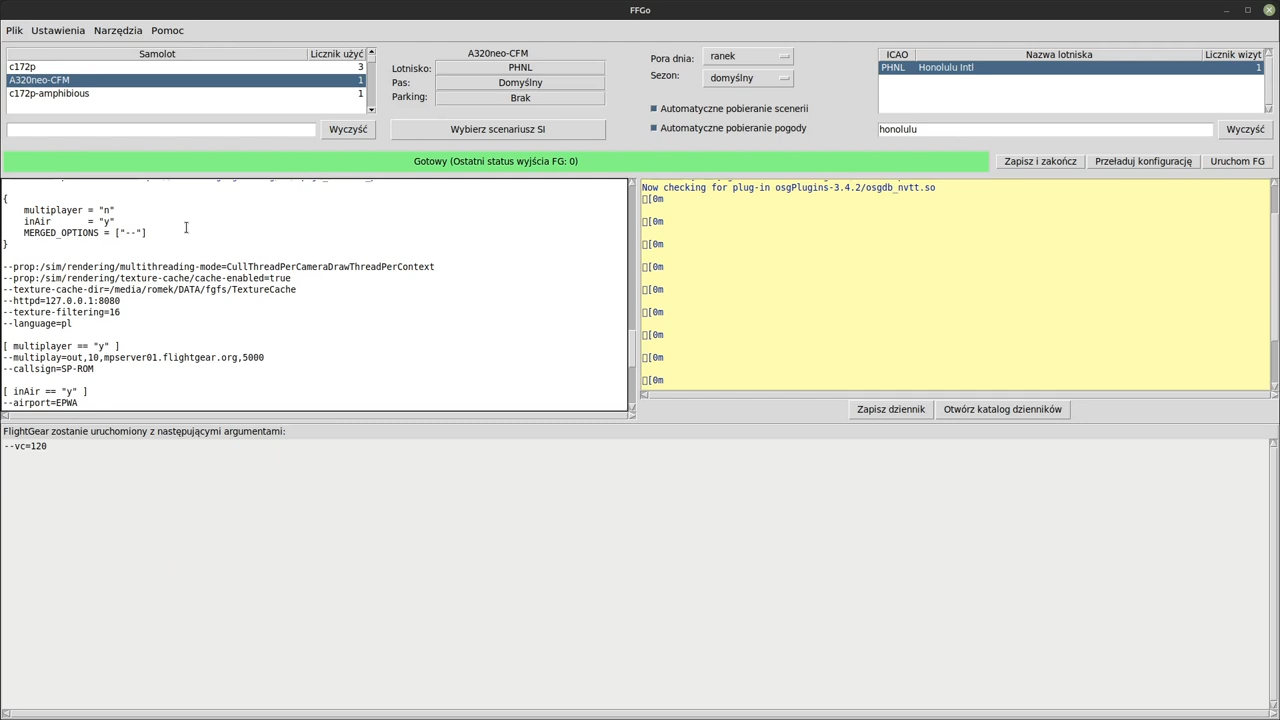 FFGo
Plik Ustawienia Narzędzia Pomoc
Samolot Licznik użyć
c172p 3
A320neo-CFM 1
c172p-amphibious 1
Wyczyść
A320neo-CFM
Lotnisko: PHNL
Pas: Domyślny
Parking: Brak
Wybierz scenariusz SI
Pora dnia: ranek
Sezon: domyślny
Automatyczne pobieranie scenerii
Automatyczne pobieranie pogody
ICAO Nazwa lotniska Licznik wizyt
PHNL Honolulu Intl 1
honolulu Wyczyść
Gotowy (Ostatni status wyjścia FG: 0)
Zapisz i zakończ Przeładuj konfigurację Uruchom FG
{
multiplayer = "n"
inAir = "y"
MERGED_OPTIONS = ["--"]
}
--prop:/sim/rendering/multithreading-mode=CullThreadPerCameraDrawThreadPerContext
--prop:/sim/rendering/texture-cache/cache-enabled=true
--texture-cache-dir=/media/romek/DATA/fgfs/TextureCache
--httpd=127.0.0.1:8080
--texture-filtering=16
--language=pl
[ multiplayer == "y" ]
--multiplay=out,10,mpserver01.flightgear.org,5000
--callsign=SP-ROM
[ inAir == "y" ]
--airport=EPWA
Now checking for plug-in osgPlugins-3.4.2/osgdb_nvtt.so
[0m
[0m
[0m
[0m
[0m
[0m
[0m
[0m
[0m
Zapisz dziennik Otwórz katalog dzienników
FlightGear zostanie uruchomiony z następującymi argumentami:
--vc=120